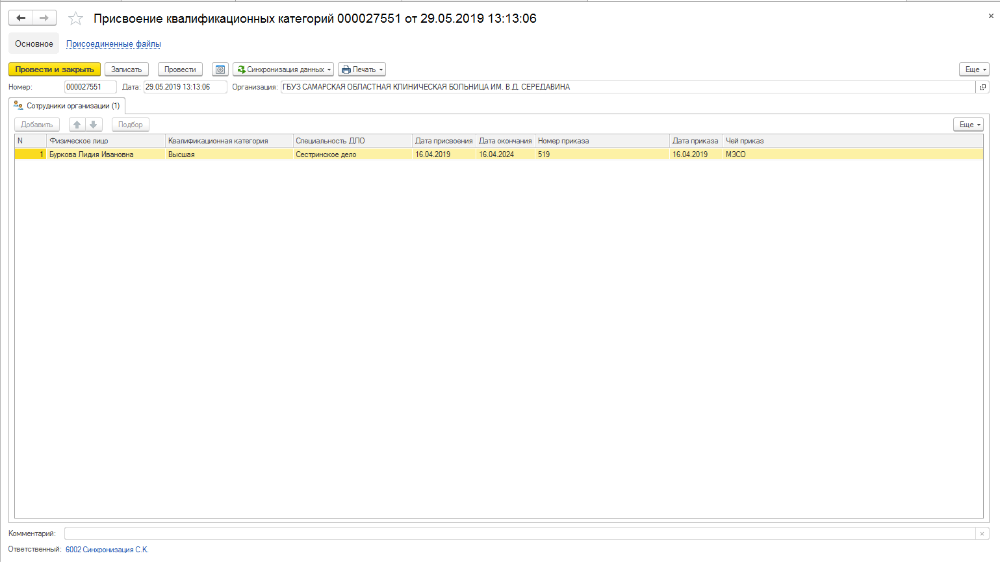 Присвоение квалификационных категорий 000027551 от 29.05.2019 13:13:06
Основное Присоединенные файлы
Провести и закрыть Записать Провести Синхронизация данных Печать Еще
Номер: 000027551 Дата: 29.05.2019 13:13:06 Организация: ГБУЗ САМАРСКАЯ ОБЛАСТНАЯ КЛИНИЧЕСКАЯ БОЛЬНИЦА ИМ. В.Д. СЕРЕДАВИНА
Сотрудники организации (1)
Добавить Подбор Еще
N Физическое лицо Квалификационная категория Специальность ДПО Дата присвоения Дата окончания Номер приказа Дата приказа Чей приказ
1 Буркова Лидия Ивановна Высшая Сестринское дело 16.04.2019 16.04.2024 519 16.04.2019 МЗСО
Комментарий:
Ответственный: 6002 Синхронизация С.К.